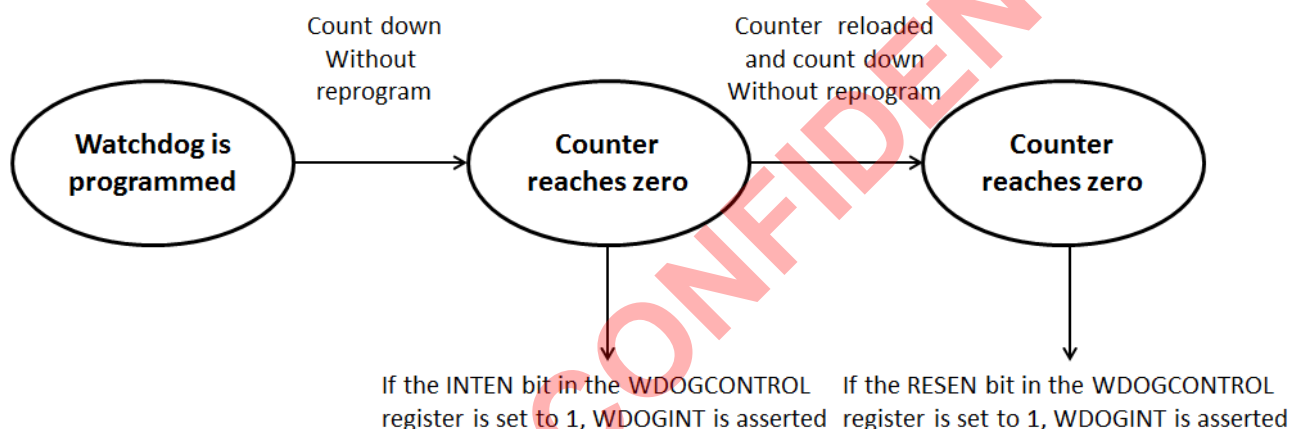 Count down
Without
reprogram
Counter reloaded
and count down
Without reprogram
Watchdog is
programmed
Counter
reaches zero
Counter
reaches zero
If the INTEN bit in the WDOGCONTROL
register is set to 1, WDOGINT is asserted
If the RESEN bit in the WDOGCONTROL
register is set to 1, WDOGINT is asserted
CONFIDEN